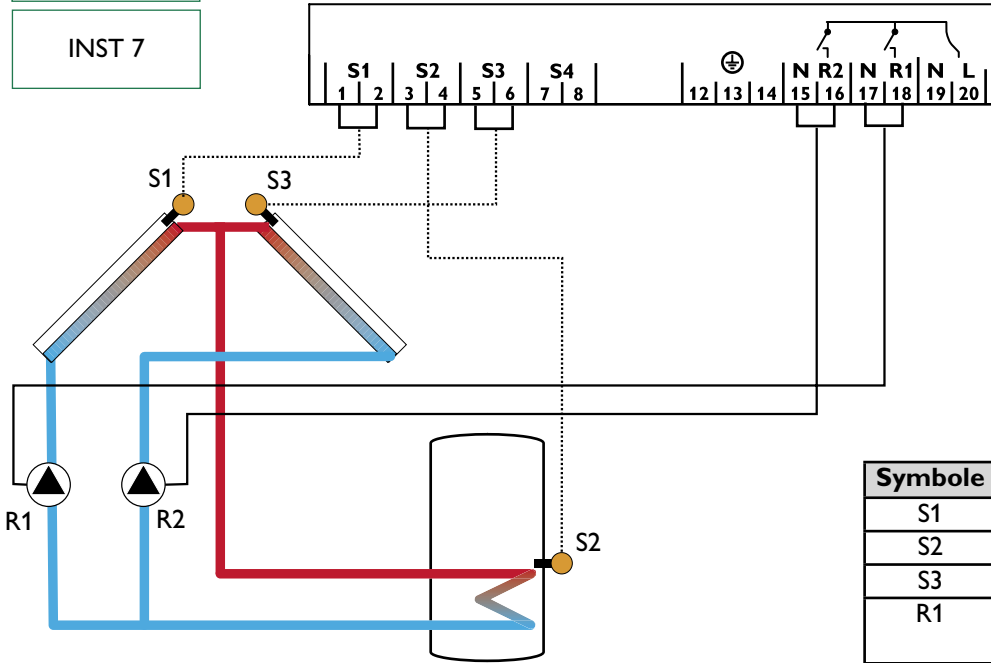 INST 7
S1 S2 S3 S4 N R2 N R1 N L
1 2 3 4 5 6 7 8 12 13 14 15 16 17 18 19 20
S1 S3
R1 R2
S2
Symbole
S1
S2
S3
R1